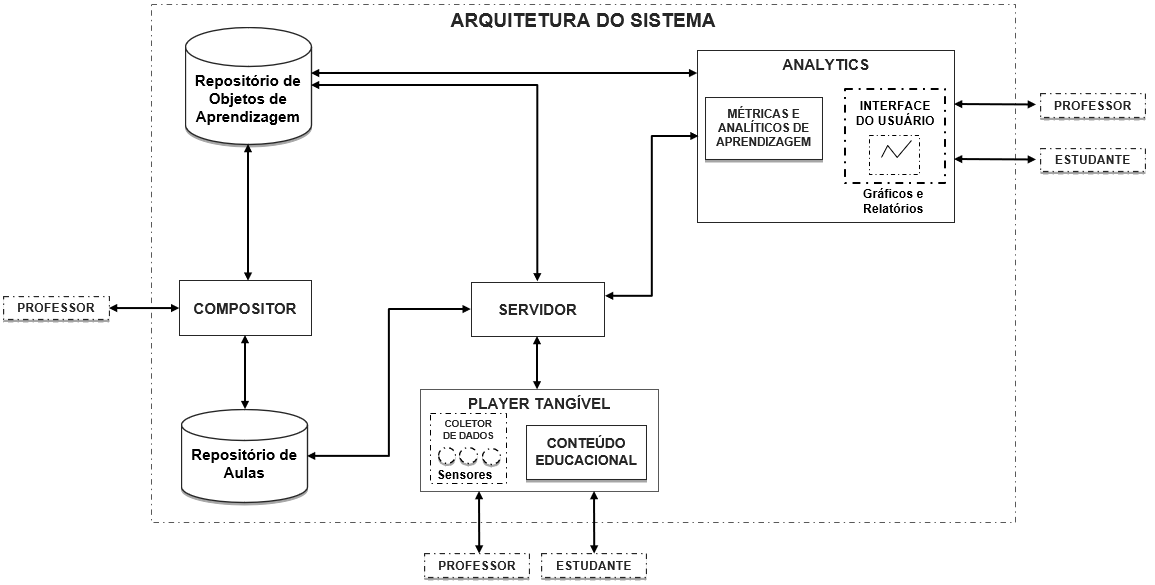 ARQUITETURA DO SISTEMA
Repositório de
Objetos de
Aprendizagem
ANALYTICS
MÉTRICAS E
ANALÍTICOS DE
APRENDIZAGEM
INTERFACE
DO USUÁRIO
Gráficos e
Relatórios
PROFESSOR
ESTUDANTE
PROFESSOR
COMPOSITOR
SERVIDOR
Repositório de
Aulas
PLAYER TANGÍVEL
COLETOR
DE DADOS
Sensores
CONTEÚDO
EDUCACIONAL
PROFESSOR
ESTUDANTE